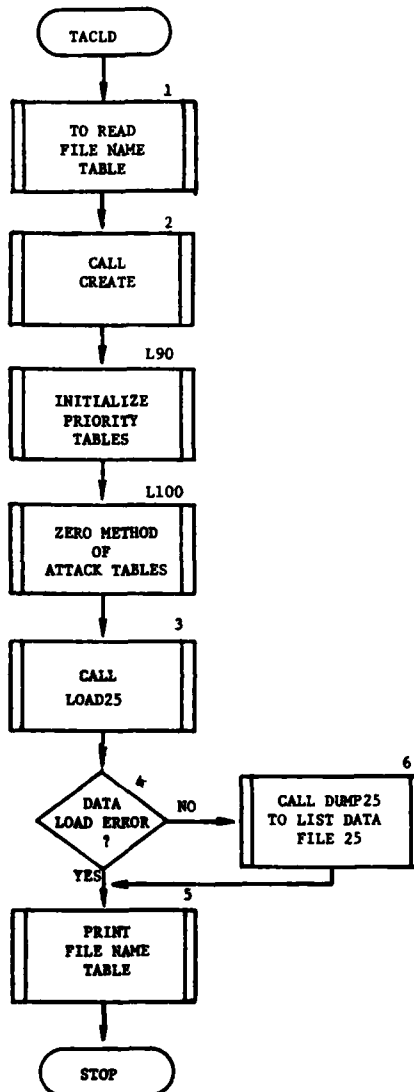 TACLD
1
TO READ
FILE NAME
TABLE
2
CALL
CREATE
L90
INITIALIZE
PRIORITY
TABLES
L100
ZERO METHOD
OF
ATTACK TABLES
3
CALL
LOAD25
4
DATA
LOAD ERROR
?
NO
6
CALL DUMP25
TO LIST DATA
FILE 25
YES
5
PRINT
FILE NAME
TABLE
STOP